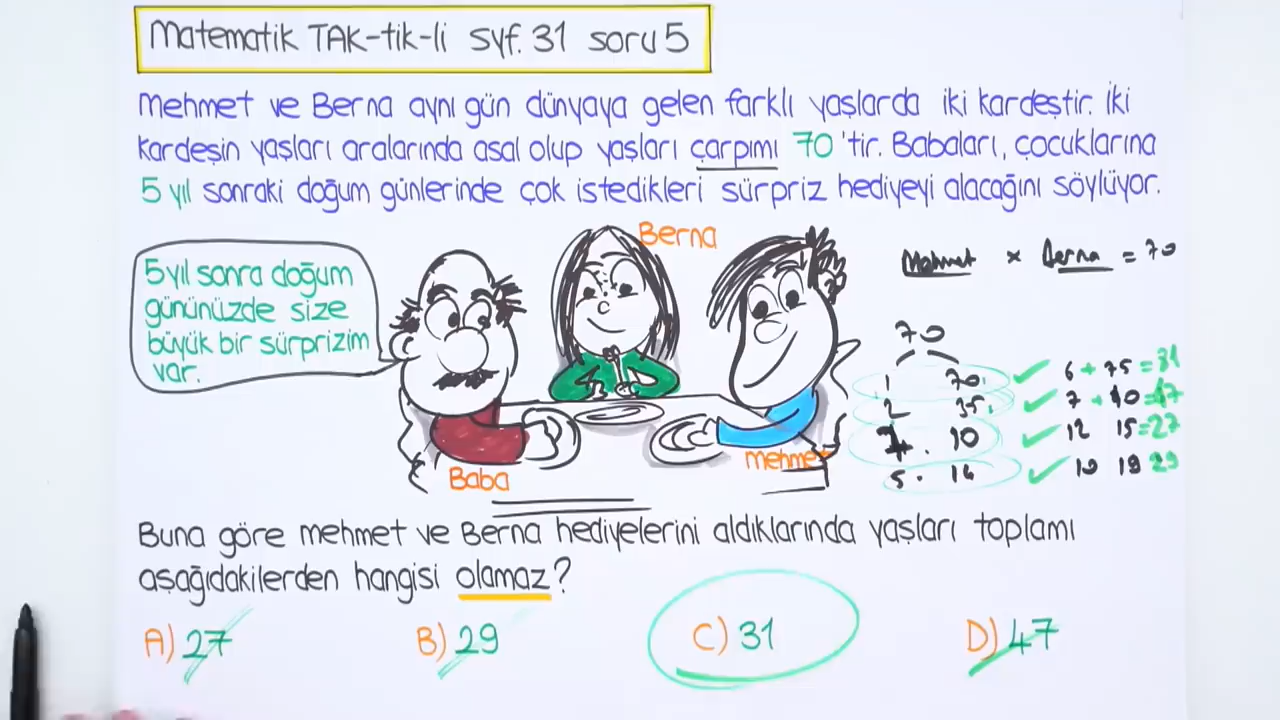 Matematik TAK-tik-li syf. 31 soru 5
Mehmet ve Berna aynı gün dünyaya gelen farklı yaşlarda iki kardeştir. İki
kardeşin yaşları aralarında asal olup yaşları çarpımı 70 'tir. Babaları, çocuklarına
5 yıl sonraki doğum günlerinde çok istedikleri sürpriz hediyeyi alacağını söylüyor.
5 yıl sonra doğum
gününüzde size
büyük bir sürprizim
var.
Berna
Baba
Mehmet
Mehmet × Berna = 70
70
1 70 ✓ 6 + 75 = 31
2 35 ✓ 7 + 40 = 47
7 . 10 ✓ 12 15 = 27
5 . 14 ✓ 10 19 29
Buna göre mehmet ve Berna hediyelerini aldıklarında yaşları toplamı
aşağıdakilerden hangisi olamaz?
A) 27 B) 29 C) 31 D) 47